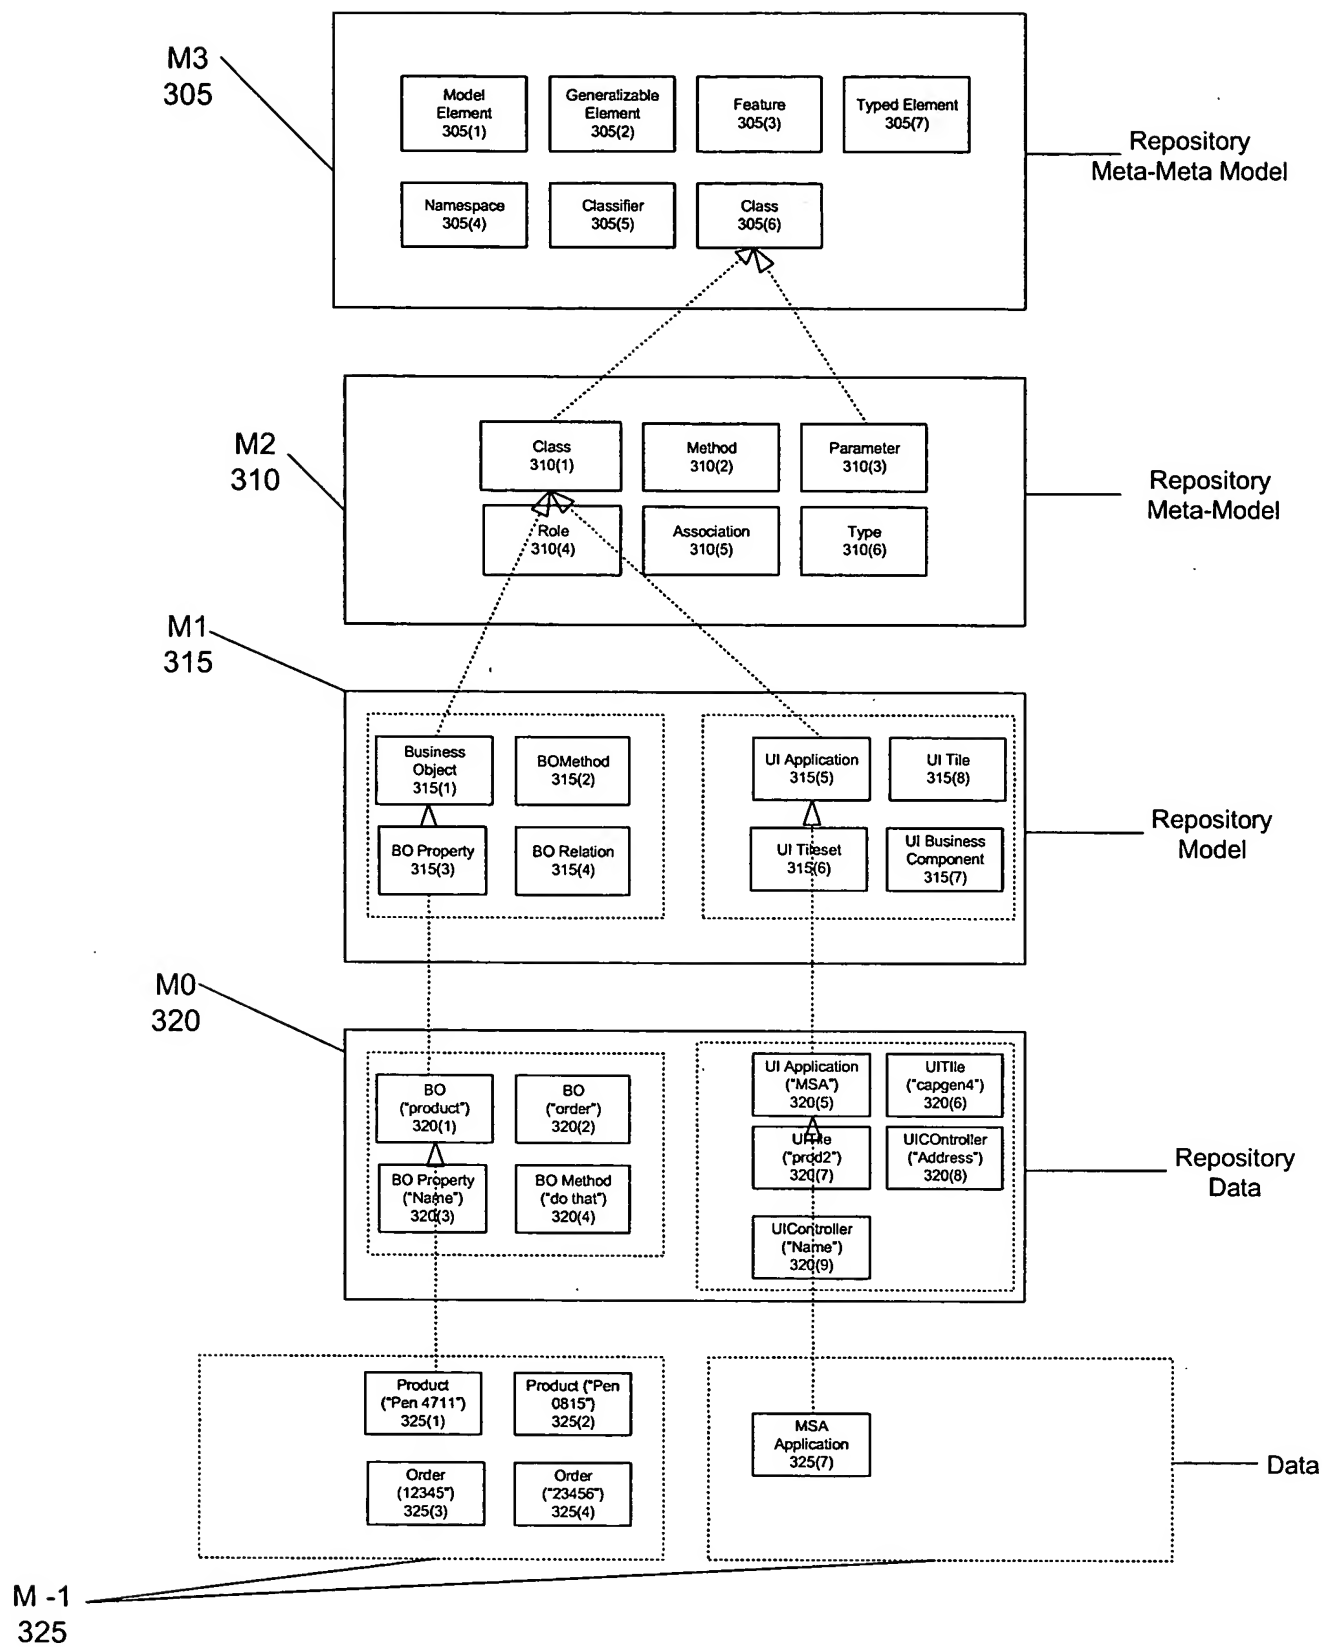 M3
305
Model
Element
305(1)
Generalizable
Element
305(2)
Feature
305(3)
Typed Element
305(7)
Repository
Meta-Meta Model
Namespace
305(4)
Classifier
305(5)
Class
305(6)
M2
310
Class
310(1)
Method
310(2)
Parameter
310(3)
Repository
Meta-Model
Role
310(4)
Association
310(5)
Type
310(6)
M1
315
Business
Object
315(1)
BOMethod
315(2)
UI Application
315(5)
UI Tile
315(8)
BO Property
315(3)
BO Relation
315(4)
UI Tileset
315(6)
UI Business
Component
315(7)
Repository
Model
M0
320
BO
("product")
320(1)
BO
("order")
320(2)
UI Application
("MSA")
320(5)
UITIle
("capgen4")
320(6)
BO Property
("Name")
320(3)
BO Method
("do that")
320(4)
UITile
("prod2")
320(7)
UICOntroller
("Address")
320(8)
UIController
("Name")
320(9)
Repository
Data
Product
("Pen 4711")
325(1)
Product ("Pen
0815")
325(2)
MSA
Application
325(7)
Order
(12345")
325(3)
Order
("23456")
325(4)
Data
M -1
325